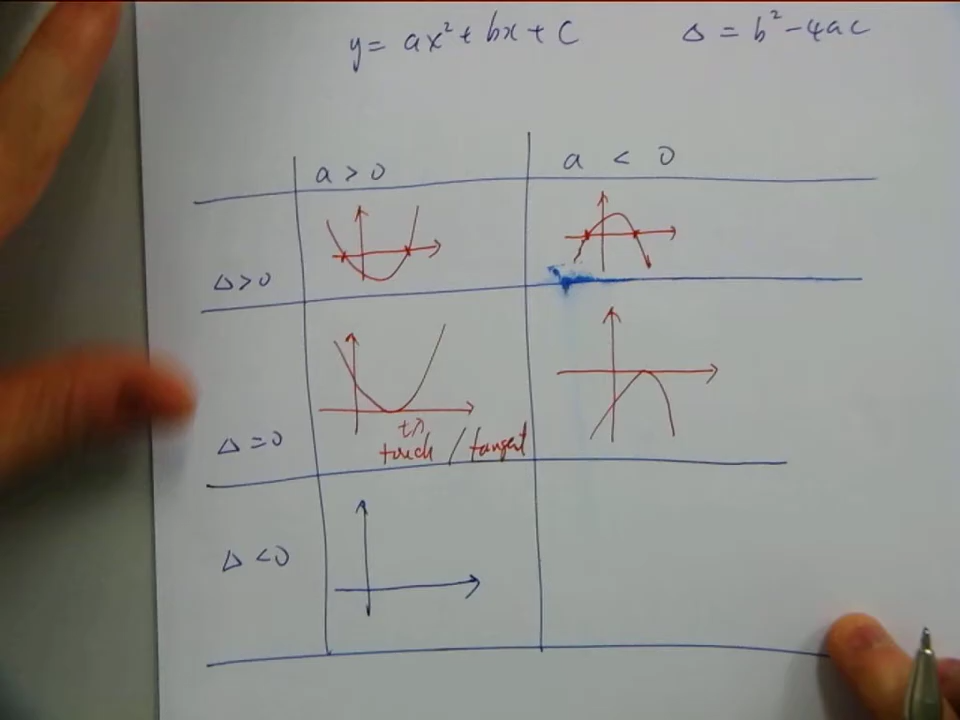 y = ax² + bx + c Δ = b² - 4ac
a > 0 a < 0
Δ > 0
Δ = 0
touch / tangent
Δ < 0